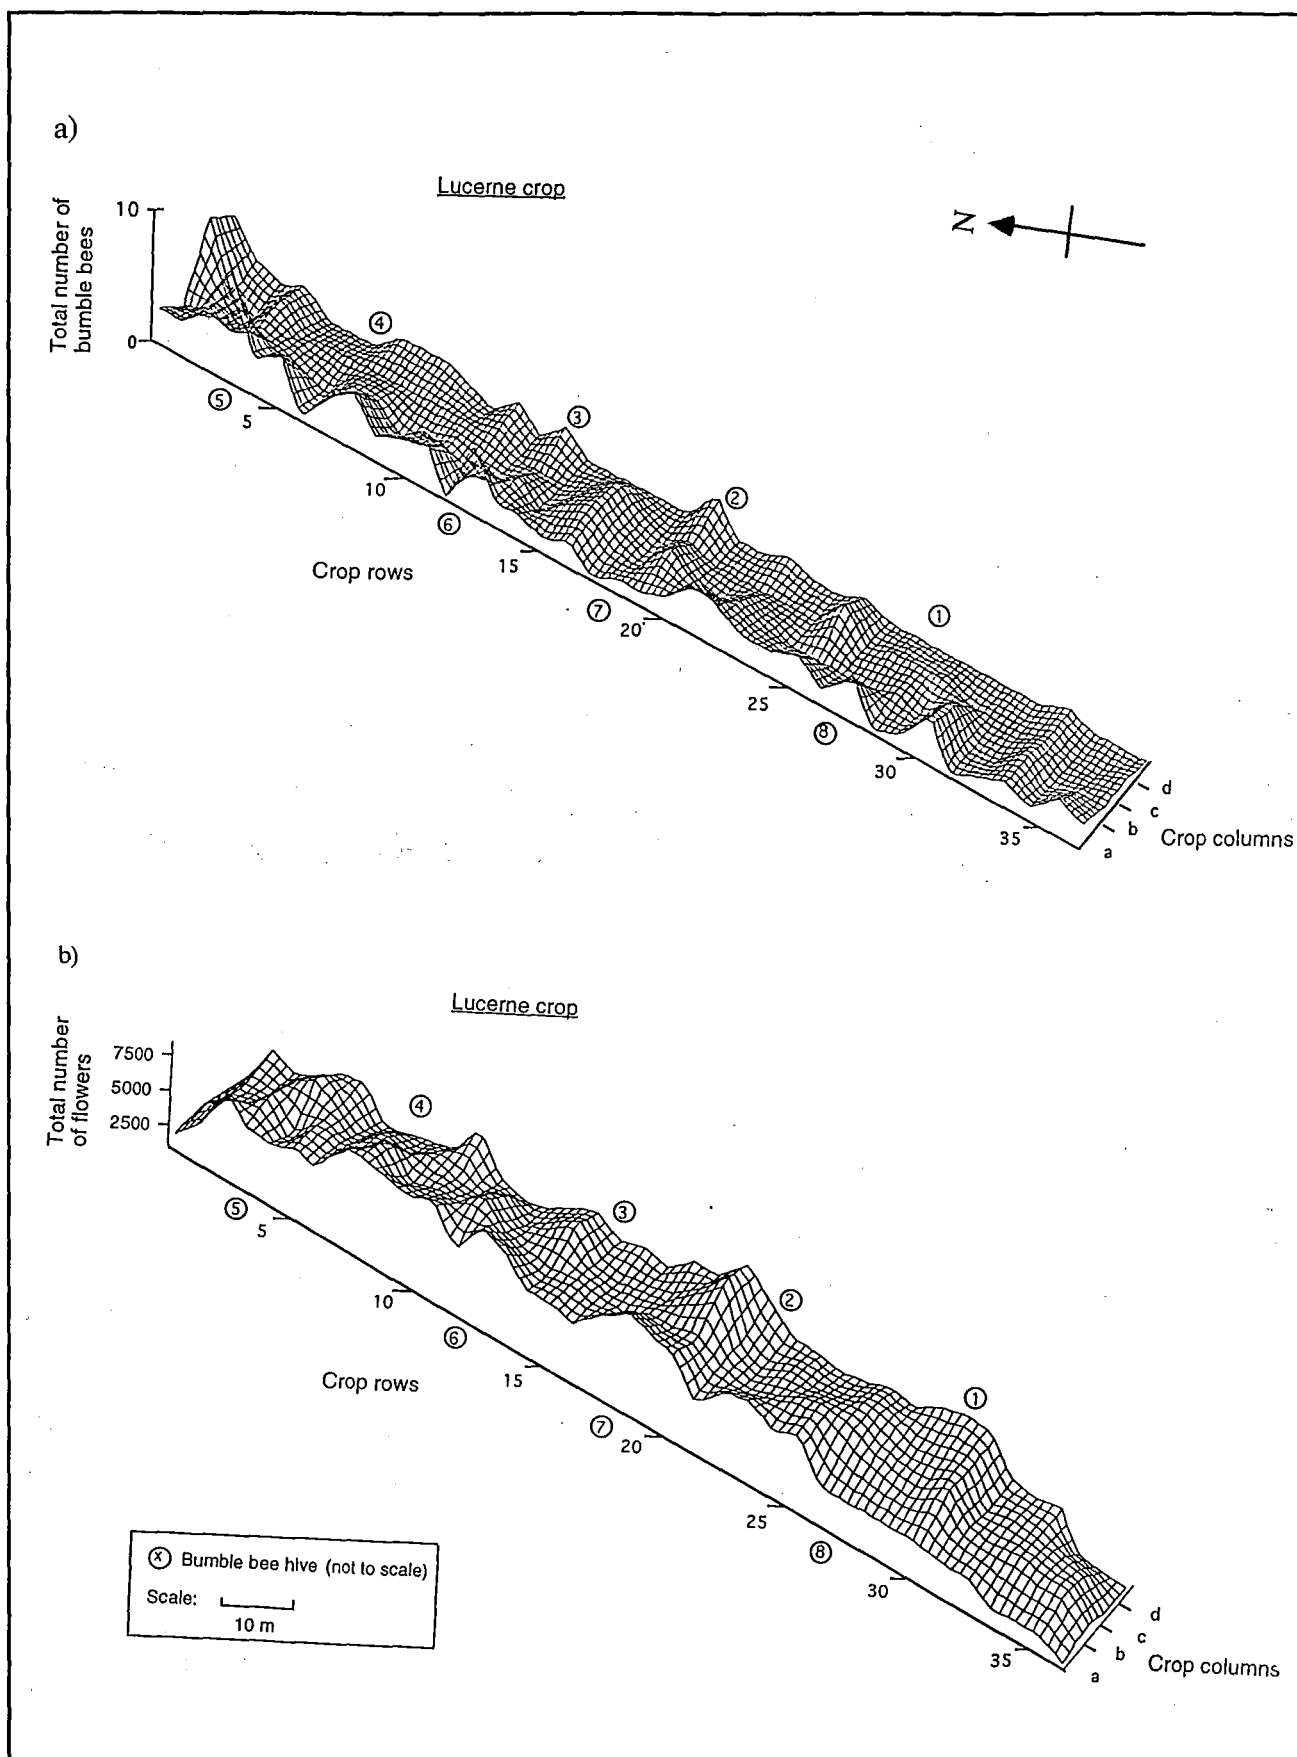 a)
Lucerne crop
N
Total number of
bumble bees
10
0
4
3
2
1
5
6
7
8
5
10
15
20
25
30
35
Crop rows
a
b
c
d
Crop columns
b)
Lucerne crop
Total number
of flowers
7500
5000
2500
4
3
2
1
5
6
7
8
5
10
15
20
25
30
35
Crop rows
a
b
c
d
Crop columns
x Bumble bee hive (not to scale)
Scale:
10 m